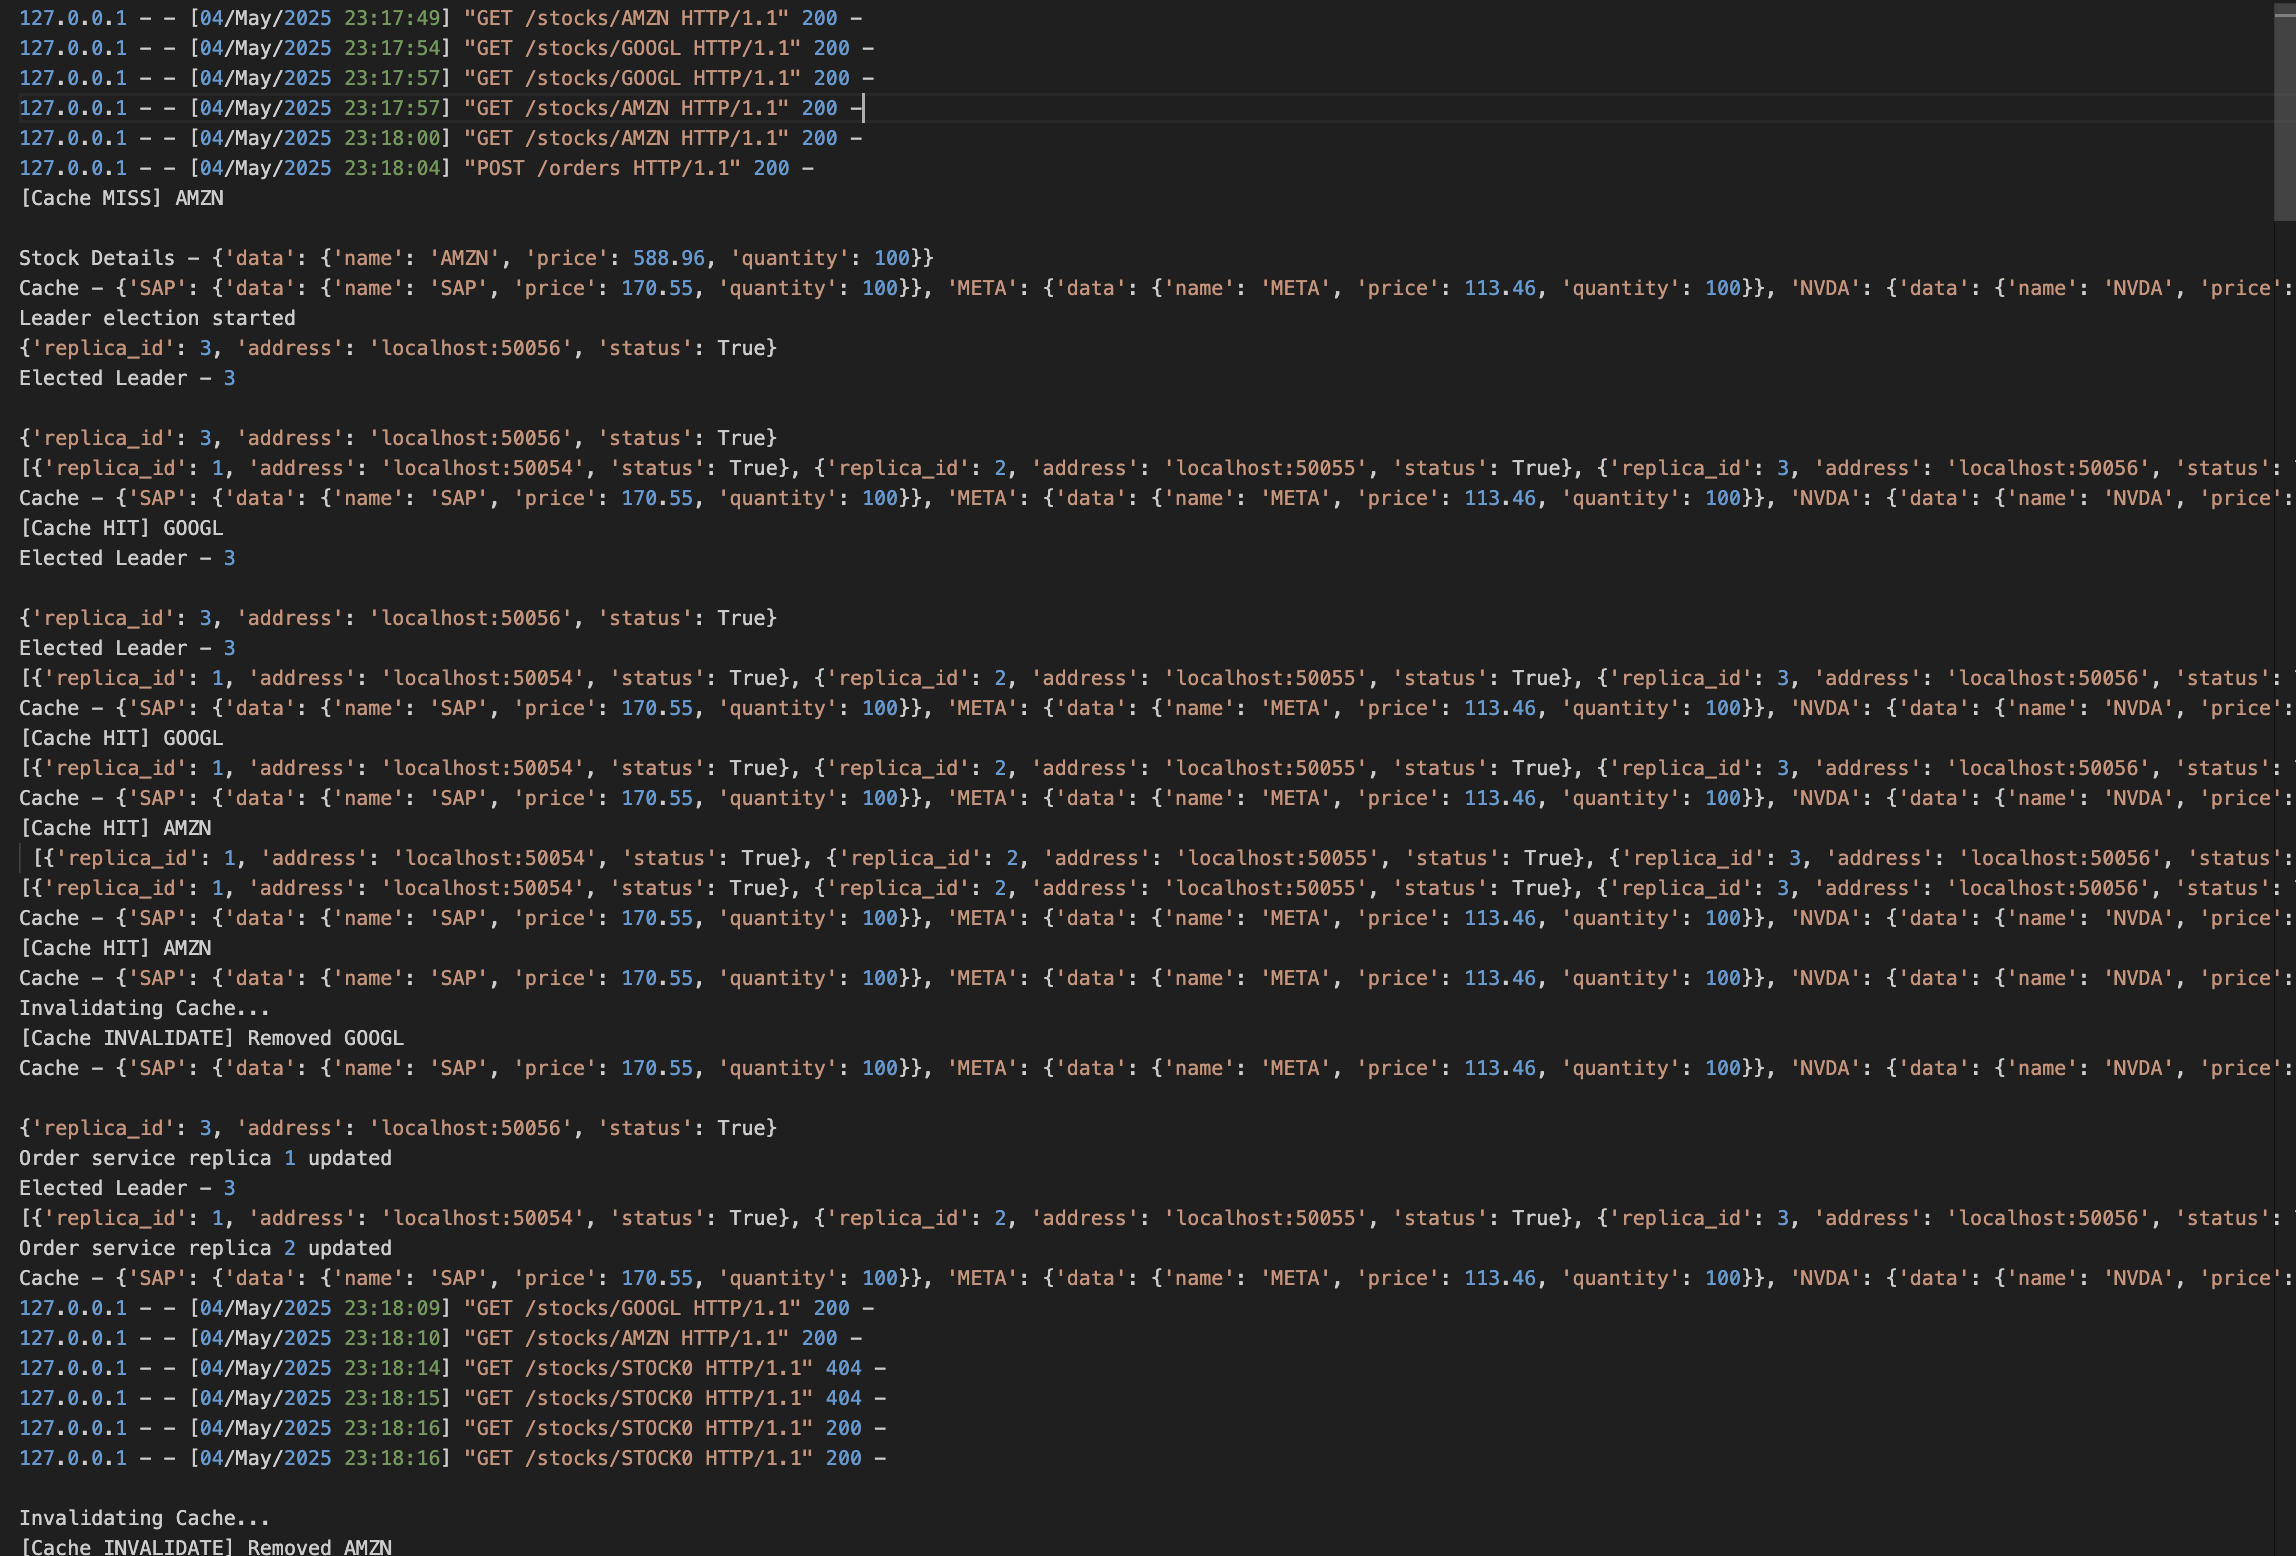 127.0.0.1 - - [04/May/2025 23:17:49] "GET /stocks/AMZN HTTP/1.1" 200 -
127.0.0.1 - - [04/May/2025 23:17:54] "GET /stocks/GOOGL HTTP/1.1" 200 -
127.0.0.1 - - [04/May/2025 23:17:57] "GET /stocks/GOOGL HTTP/1.1" 200 -
127.0.0.1 - - [04/May/2025 23:17:57] "GET /stocks/AMZN HTTP/1.1" 200 -
127.0.0.1 - - [04/May/2025 23:18:00] "GET /stocks/AMZN HTTP/1.1" 200 -
127.0.0.1 - - [04/May/2025 23:18:04] "POST /orders HTTP/1.1" 200 -
[Cache MISS] AMZN
Stock Details - {'data': {'name': 'AMZN', 'price': 588.96, 'quantity': 100}}
Cache - {'SAP': {'data': {'name': 'SAP', 'price': 170.55, 'quantity': 100}}, 'META': {'data': {'name': 'META', 'price': 113.46, 'quantity': 100}}, 'NVDA': {'data': {'name': 'NVDA', 'price':
Leader election started
{'replica_id': 3, 'address': 'localhost:50056', 'status': True}
Elected Leader - 3
{'replica_id': 3, 'address': 'localhost:50056', 'status': True}
[{'replica_id': 1, 'address': 'localhost:50054', 'status': True}, {'replica_id': 2, 'address': 'localhost:50055', 'status': True}, {'replica_id': 3, 'address': 'localhost:50056', 'status':
Cache - {'SAP': {'data': {'name': 'SAP', 'price': 170.55, 'quantity': 100}}, 'META': {'data': {'name': 'META', 'price': 113.46, 'quantity': 100}}, 'NVDA': {'data': {'name': 'NVDA', 'price':
[Cache HIT] GOOGL
Elected Leader - 3
{'replica_id': 3, 'address': 'localhost:50056', 'status': True}
Elected Leader - 3
[{'replica_id': 1, 'address': 'localhost:50054', 'status': True}, {'replica_id': 2, 'address': 'localhost:50055', 'status': True}, {'replica_id': 3, 'address': 'localhost:50056', 'status':
Cache - {'SAP': {'data': {'name': 'SAP', 'price': 170.55, 'quantity': 100}}, 'META': {'data': {'name': 'META', 'price': 113.46, 'quantity': 100}}, 'NVDA': {'data': {'name': 'NVDA', 'price':
[Cache HIT] GOOGL
[{'replica_id': 1, 'address': 'localhost:50054', 'status': True}, {'replica_id': 2, 'address': 'localhost:50055', 'status': True}, {'replica_id': 3, 'address': 'localhost:50056', 'status':
Cache - {'SAP': {'data': {'name': 'SAP', 'price': 170.55, 'quantity': 100}}, 'META': {'data': {'name': 'META', 'price': 113.46, 'quantity': 100}}, 'NVDA': {'data': {'name': 'NVDA', 'price':
[Cache HIT] AMZN
[{'replica_id': 1, 'address': 'localhost:50054', 'status': True}, {'replica_id': 2, 'address': 'localhost:50055', 'status': True}, {'replica_id': 3, 'address': 'localhost:50056', 'status':
[{'replica_id': 1, 'address': 'localhost:50054', 'status': True}, {'replica_id': 2, 'address': 'localhost:50055', 'status': True}, {'replica_id': 3, 'address': 'localhost:50056', 'status':
Cache - {'SAP': {'data': {'name': 'SAP', 'price': 170.55, 'quantity': 100}}, 'META': {'data': {'name': 'META', 'price': 113.46, 'quantity': 100}}, 'NVDA': {'data': {'name': 'NVDA', 'price':
[Cache HIT] AMZN
Cache - {'SAP': {'data': {'name': 'SAP', 'price': 170.55, 'quantity': 100}}, 'META': {'data': {'name': 'META', 'price': 113.46, 'quantity': 100}}, 'NVDA': {'data': {'name': 'NVDA', 'price':
Invalidating Cache...
[Cache INVALIDATE] Removed GOOGL
Cache - {'SAP': {'data': {'name': 'SAP', 'price': 170.55, 'quantity': 100}}, 'META': {'data': {'name': 'META', 'price': 113.46, 'quantity': 100}}, 'NVDA': {'data': {'name': 'NVDA', 'price':
{'replica_id': 3, 'address': 'localhost:50056', 'status': True}
Order service replica 1 updated
Elected Leader - 3
[{'replica_id': 1, 'address': 'localhost:50054', 'status': True}, {'replica_id': 2, 'address': 'localhost:50055', 'status': True}, {'replica_id': 3, 'address': 'localhost:50056', 'status':
Order service replica 2 updated
Cache - {'SAP': {'data': {'name': 'SAP', 'price': 170.55, 'quantity': 100}}, 'META': {'data': {'name': 'META', 'price': 113.46, 'quantity': 100}}, 'NVDA': {'data': {'name': 'NVDA', 'price':
127.0.0.1 - - [04/May/2025 23:18:09] "GET /stocks/GOOGL HTTP/1.1" 200 -
127.0.0.1 - - [04/May/2025 23:18:10] "GET /stocks/AMZN HTTP/1.1" 200 -
127.0.0.1 - - [04/May/2025 23:18:14] "GET /stocks/STOCK0 HTTP/1.1" 404 -
127.0.0.1 - - [04/May/2025 23:18:15] "GET /stocks/STOCK0 HTTP/1.1" 404 -
127.0.0.1 - - [04/May/2025 23:18:16] "GET /stocks/STOCK0 HTTP/1.1" 200 -
127.0.0.1 - - [04/May/2025 23:18:16] "GET /stocks/STOCK0 HTTP/1.1" 200 -
Invalidating Cache...
[Cache INVALIDATE] Removed AMZN